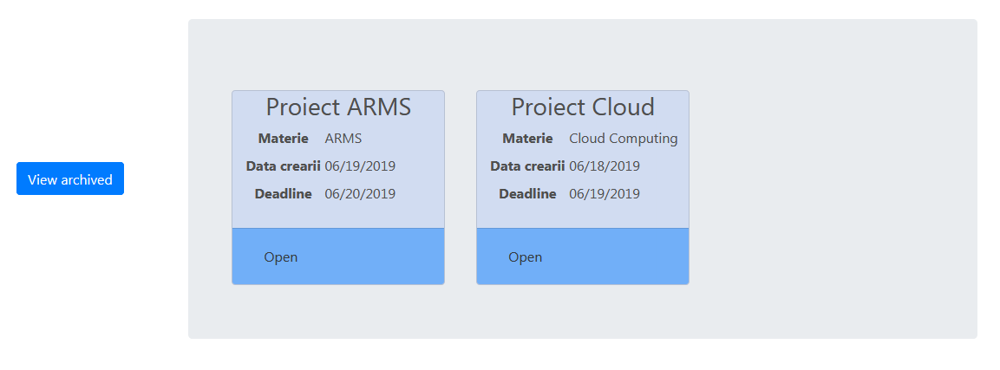 View archived
Proiect ARMS
Materie ARMS
Data crearii 06/19/2019
Deadline 06/20/2019
Open
Proiect Cloud
Materie Cloud Computing
Data crearii 06/18/2019
Deadline 06/19/2019
Open